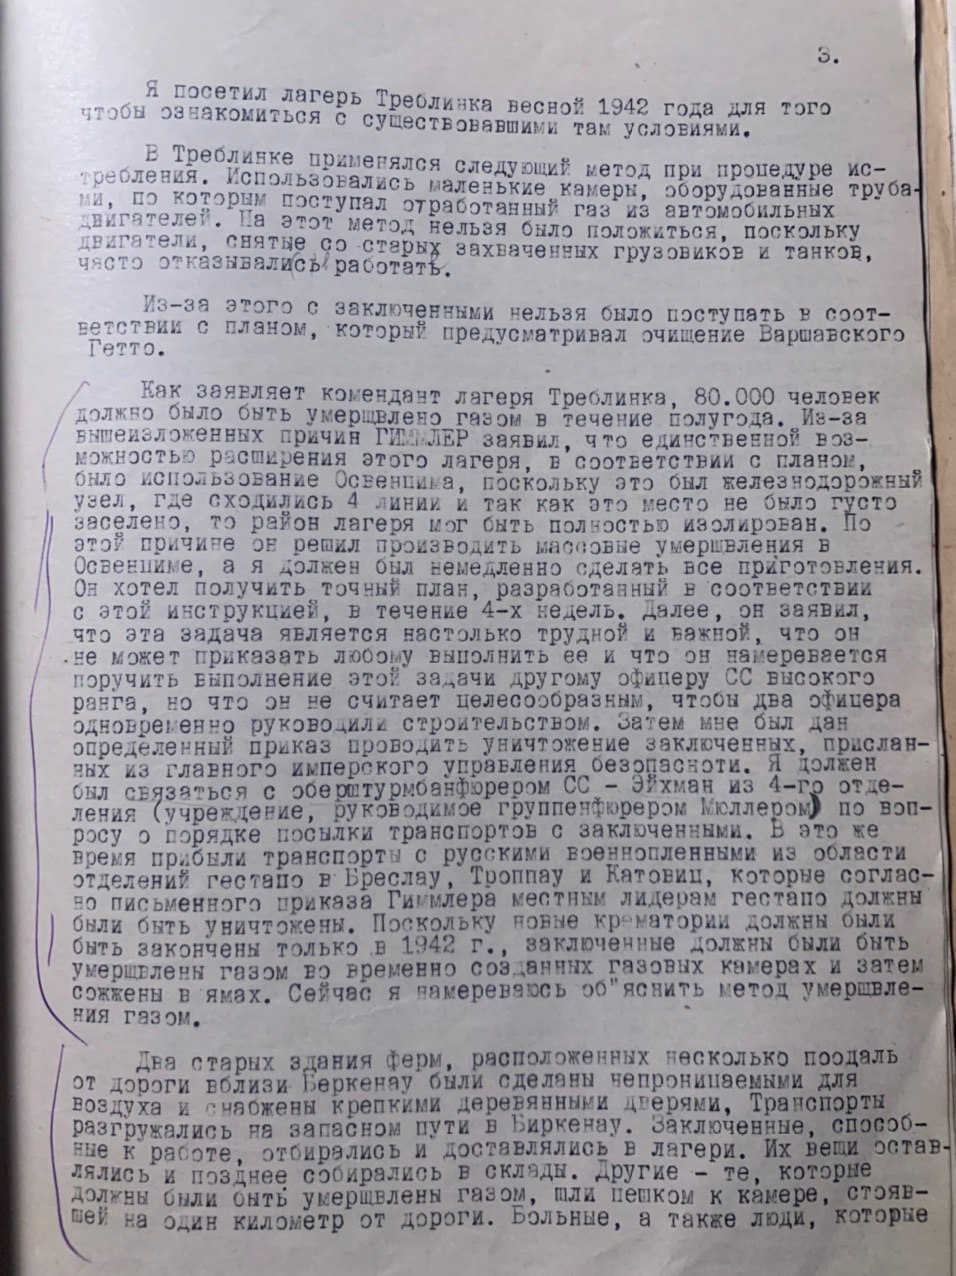 3.
Я посетил лагерь Треблинка весной 1942 года для того
чтобы ознакомиться с существовавшими там условиями.
В Треблинке применялся следующий метод при процедуре ис-
требления. Использовались маленькие камеры, оборудованные труба-
ми, по которым поступал отработанный газ из автомобильных
двигателей. На этот метод нельзя было положиться, поскольку
двигатели, снятые со старых захваченных грузовиков и танков,
часто отказывались работать.
Из-за этого с заключенными нельзя было поступать в соот-
ветствии с планом, который предусматривал очищение Варшавского
Гетто.
Как заявляет комендант лагеря Треблинка, 80.000 человек
должно было быть умерщвлено газом в течение полугода. Из-за
вышеизложенных причин ГИММЛЕР заявил, что единственной воз-
можностью расширения этого лагеря, в соответствии с планом,
было использование Освенцима, поскольку это был железнодорожный
узел, где сходились 4 линии и так как это место не было густо
заселено, то район лагеря мог быть полностью изолирован. По
этой причине он решил производить массовые умерщвления в
Освенциме, а я должен был немедленно сделать все приготовления.
Он хотел получить точный план, разработанный в соответствии
с этой инструкцией, в течение 4-х недель. Далее, он заявил,
что эта задача является настолько трудной и важной, что он
не может приказать любому выполнить ее и что он намеревается
поручить выполнение этой задачи другому офицеру СС высокого
ранга, но что он не считает целесообразным, чтобы два офицера
одновременно руководили строительством. Затем мне был дан
определенный приказ проводить уничтожение заключенных, прислан-
ных из главного имперского управления безопасноти. Я должен
был связаться с оберштурмбанфюрером СС - Эйхман из 4-го отде-
ления (учреждение, руководимое группенфюрером Мюллером) по воп-
росу о порядке посылки транспортов с заключенными. В это же
время прибыли транспорты с русскими военнопленными из области
отделений гестапо в Бреслау, Троппау и Катовиц, которые соглас-
но письменного приказа Гиммлера местным лидерам гестапо должны
были быть уничтожены. Поскольку новые крематории должны были
быть закончены только в 1942 г., заключенные должны были быть
умерщвлены газом во временно созданных газовых камерах и затем
сожжены в ямах. Сейчас я намереваюсь об"яснить метод умерщвле-
ния газом.
Два старых здания ферм, расположенных несколько поодаль
от дороги вблизи Беркенау были сделаны непроницаемыми для
воздуха и снабжены крепкими деревянными дверями, Транспорты
разгружались на запасном пути в Биркенау. Заключенные, способ-
ные к работе, отбирались и доставлялись в лагери. Их вещи остав-
лялись и позднее собирались в склады. Другие - те, которые
должны были быть умерщвлены газом, шли пешком к камере, стояв-
шей на один километр от дороги. Больные, а также люди, которые